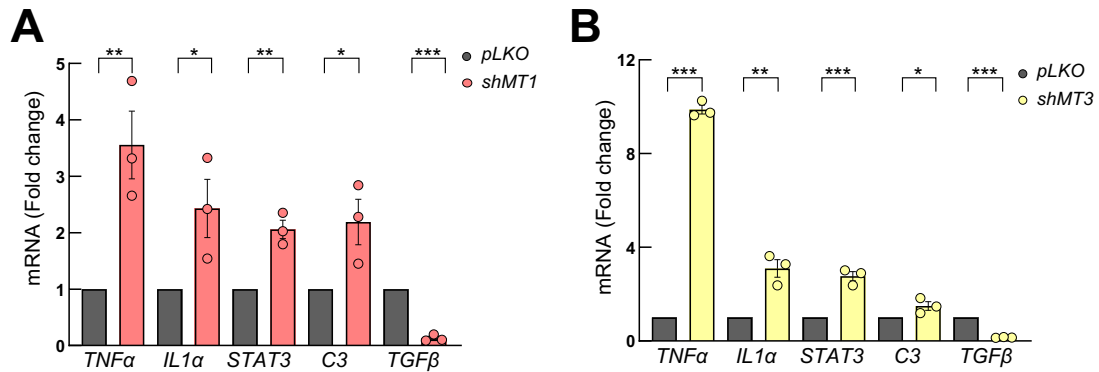 A
mRNA (Fold change)
5
4
3
2
1
0
** * ** * ***
pLKO
shMT1
TNFα IL1α STAT3 C3 TGFβ
B
mRNA (Fold change)
12
8
4
0
*** ** *** * ***
pLKO
shMT3
TNFα IL1α STAT3 C3 TGFβ